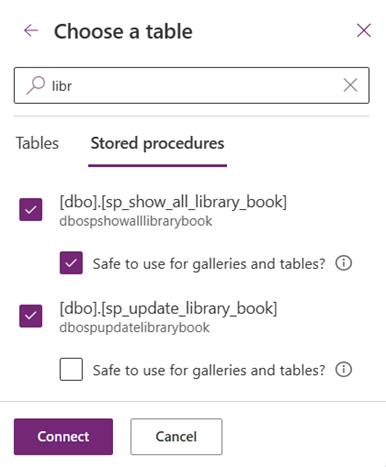 Choose a table
libr
Tables Stored procedures
[dbo].[sp_show_all_library_book]
dbospshowalllibrarybook
Safe to use for galleries and tables?
[dbo].[sp_update_library_book]
dbospupdatelibrarybook
Safe to use for galleries and tables?
Connect Cancel